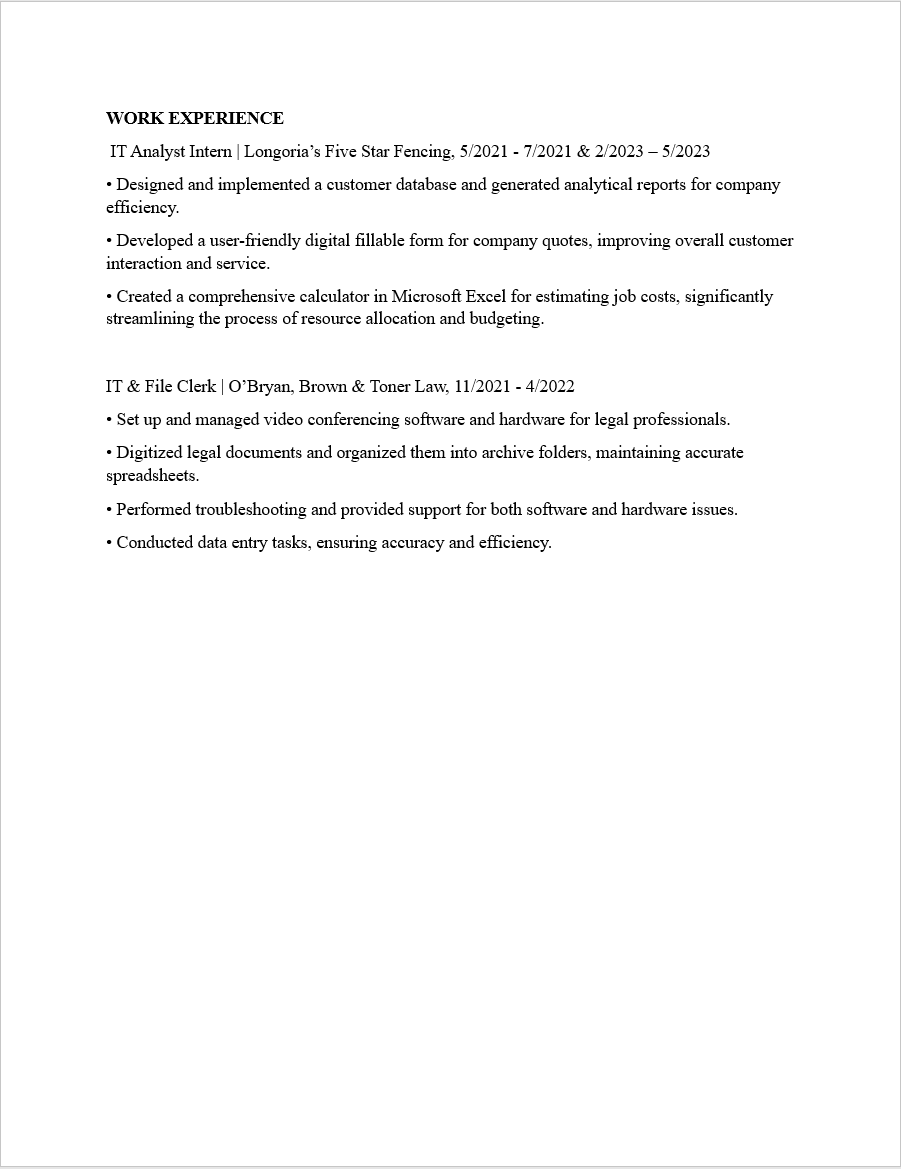 WORK EXPERIENCE
IT Analyst Intern | Longoria’s Five Star Fencing, 5/2021 - 7/2021 & 2/2023 – 5/2023
• Designed and implemented a customer database and generated analytical reports for company
efficiency.
• Developed a user-friendly digital fillable form for company quotes, improving overall customer
interaction and service.
• Created a comprehensive calculator in Microsoft Excel for estimating job costs, significantly
streamlining the process of resource allocation and budgeting.
IT & File Clerk | O’Bryan, Brown & Toner Law, 11/2021 - 4/2022
• Set up and managed video conferencing software and hardware for legal professionals.
• Digitized legal documents and organized them into archive folders, maintaining accurate
spreadsheets.
• Performed troubleshooting and provided support for both software and hardware issues.
• Conducted data entry tasks, ensuring accuracy and efficiency.